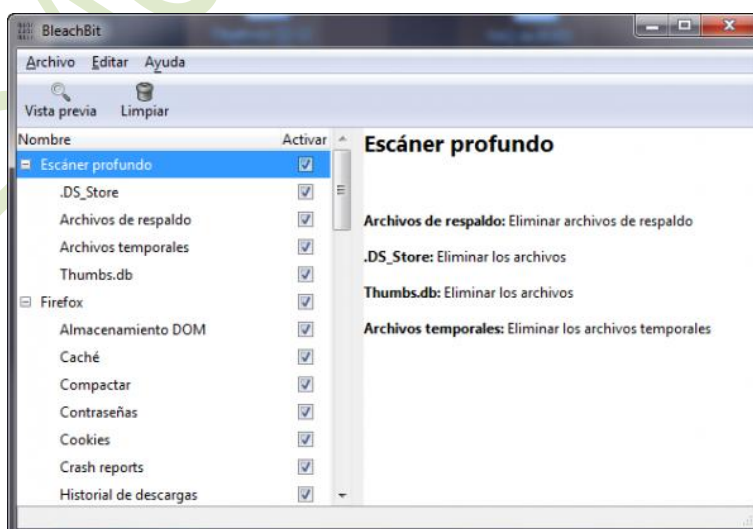 BleachBit
Archivo Editar Ayuda
Vista previa Limpiar
Nombre Activar
Escáner profundo
.DS_Store
Archivos de respaldo
Archivos temporales
Thumbs.db
Firefox
Almacenamiento DOM
Caché
Compactar
Contraseñas
Cookies
Crash reports
Historial de descargas
Escáner profundo
Archivos de respaldo: Eliminar archivos de respaldo
.DS_Store: Eliminar los archivos
Thumbs.db: Eliminar los archivos
Archivos temporales: Eliminar los archivos temporales